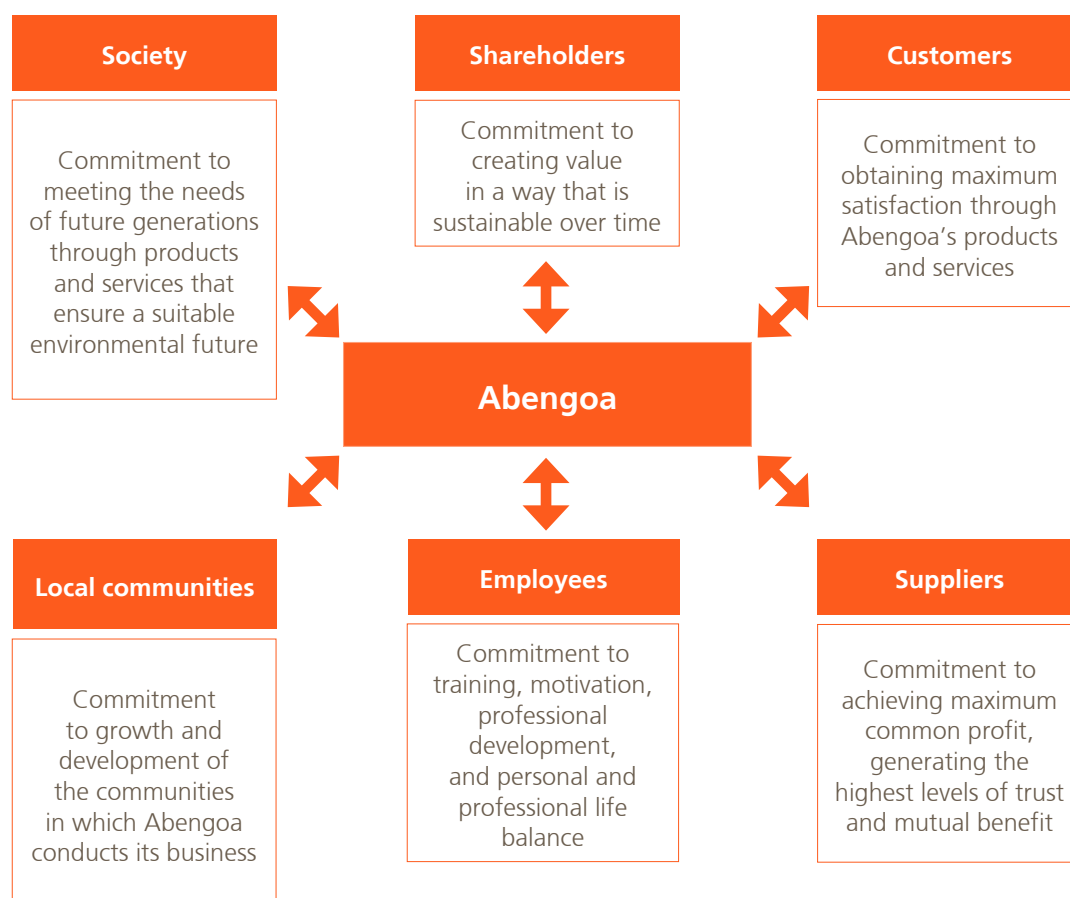 Society
Commitment to
meeting the needs
of future generations
through products
and services that
ensure a suitable
environmental future
Shareholders
Commitment to
creating value
in a way that is
sustainable over time
Customers
Commitment to
obtaining maximum
satisfaction through
Abengoa’s products
and services
Abengoa
Local communities
Commitment
to growth and
development of
the communities
in which Abengoa
conducts its business
Employees
Commitment to
training, motivation,
professional
development,
and personal and
professional life
balance
Suppliers
Commitment to
achieving maximum
common profit,
generating the
highest levels of trust
and mutual benefit